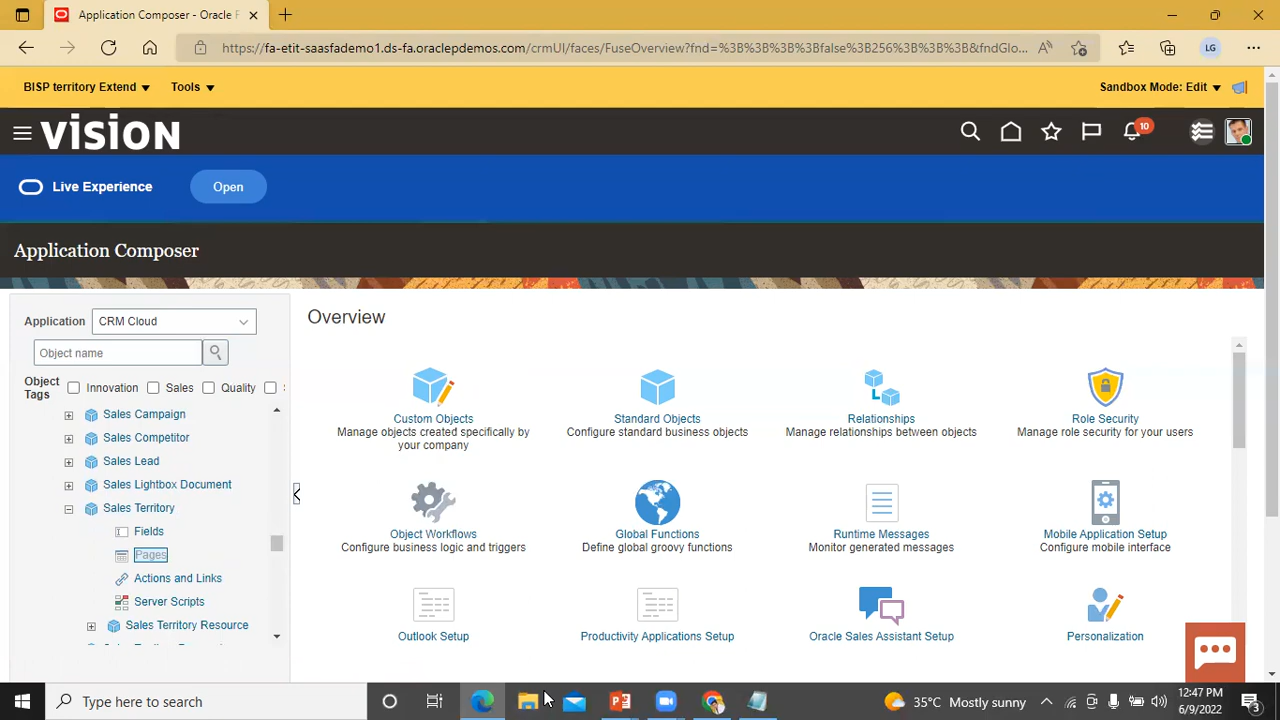 Application Composer - Oracle F
https://fa-etit-saasfademo1.ds-fa.oraclepdemos.com/crmUI/faces/FuseOverview?fnd=%3B%3B%3B%3Bfalse%3B256%3B%3B%3B&fndGlo...
LG
BISP territory Extend
Tools
Sandbox Mode: Edit
VISION
10
Live Experience
Open
Application Composer
Application
CRM Cloud
Object name
Object Tags
Innovation
Sales
Quality
Sales Campaign
Sales Competitor
Sales Lead
Sales Lightbox Document
Sales Territory
Fields
Pages
Actions and Links
Server Scripts
Sales Territory Resource
Overview
Custom Objects
Manage objects created specifically by
your company
Standard Objects
Configure standard business objects
Relationships
Manage relationships between objects
Role Security
Manage role security for your users
Object Workflows
Configure business logic and triggers
Global Functions
Define global groovy functions
Runtime Messages
Monitor generated messages
Mobile Application Setup
Configure mobile interface
Outlook Setup
Productivity Applications Setup
Oracle Sales Assistant Setup
Personalization
Type here to search
35°C Mostly sunny
12:47 PM
6/9/2022
3